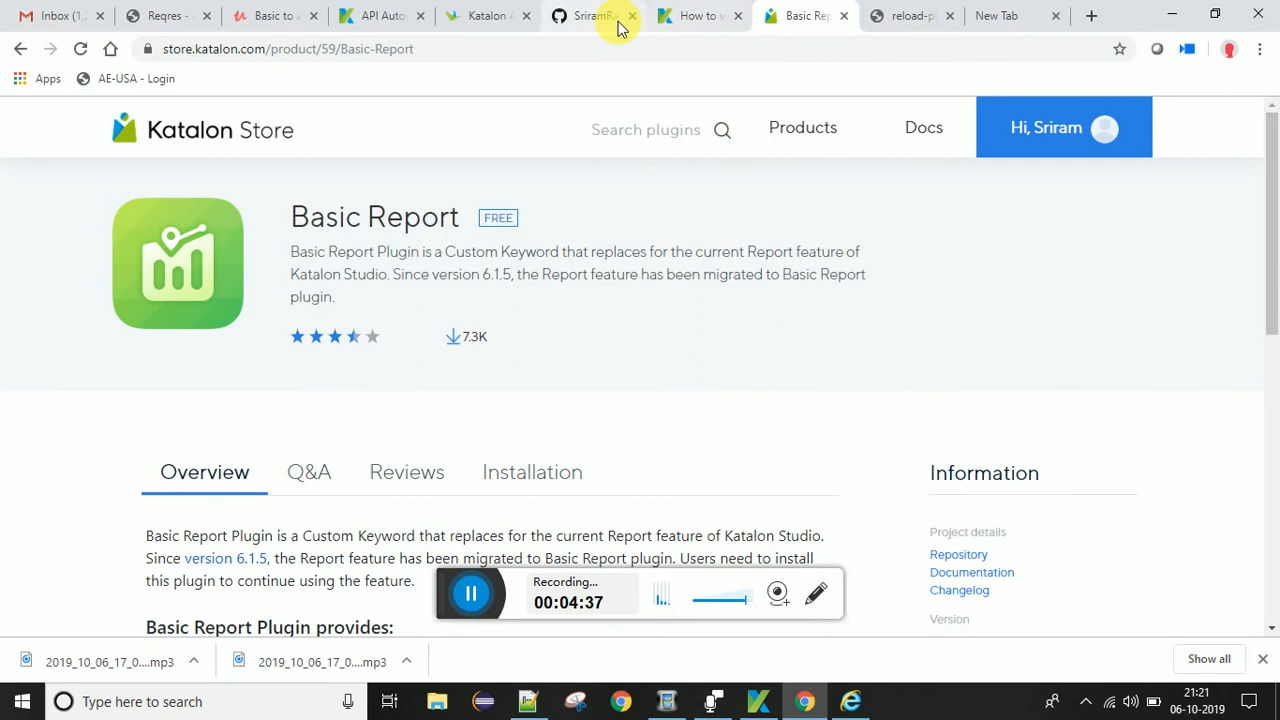 Inbox (1,
Reqres -
Basic to a
API Auto
Katalon A
SriramRa
How to v
Basic Rep
reload-p
New Tab
store.katalon.com/product/59/Basic-Report
Apps
AE-USA - Login
Katalon Store
Search plugins
Products
Docs
Hi, Sriram
Basic Report
FREE
Basic Report Plugin is a Custom Keyword that replaces for the current Report feature of
Katalon Studio. Since version 6.1.5, the Report feature has been migrated to Basic Report
plugin.
7.3K
Overview
Q&A
Reviews
Installation
Information
Basic Report Plugin is a Custom Keyword that replaces for the current Report feature of Katalon Studio.
Since version 6.1.5, the Report feature has been migrated to Basic Report plugin. Users need to install
this plugin to continue using the feature.
Basic Report Plugin provides:
Project details
Repository
Documentation
Changelog
Version
Recording...
00:04:37
2019_10_06_17_0....mp3
2019_10_06_17_0....mp3
Show all
Type here to search
21:21
06-10-2019